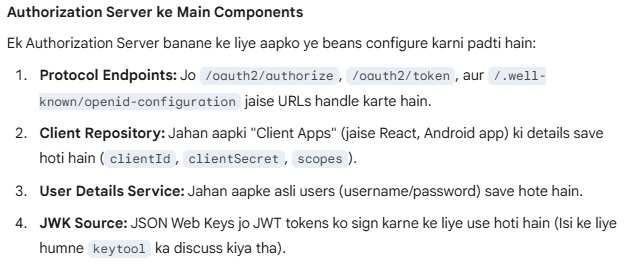 Authorization Server ke Main Components
Ek Authorization Server banane ke liye aapko ye beans configure karni padti hain:
1. Protocol Endpoints: Jo /oauth2/authorize , /oauth2/token , aur /.well-
known/openid-configuration jaise URLs handle karte hain.
2. Client Repository: Jahan aapki "Client Apps" (jaise React, Android app) ki details save
hoti hain ( clientId , clientSecret , scopes ).
3. User Details Service: Jahan aapke asli users (username/password) save hote hain.
4. JWK Source: JSON Web Keys jo JWT tokens ko sign karne ke liye use hoti hain (Isi ke liye
humne keytool ka discuss kiya tha).